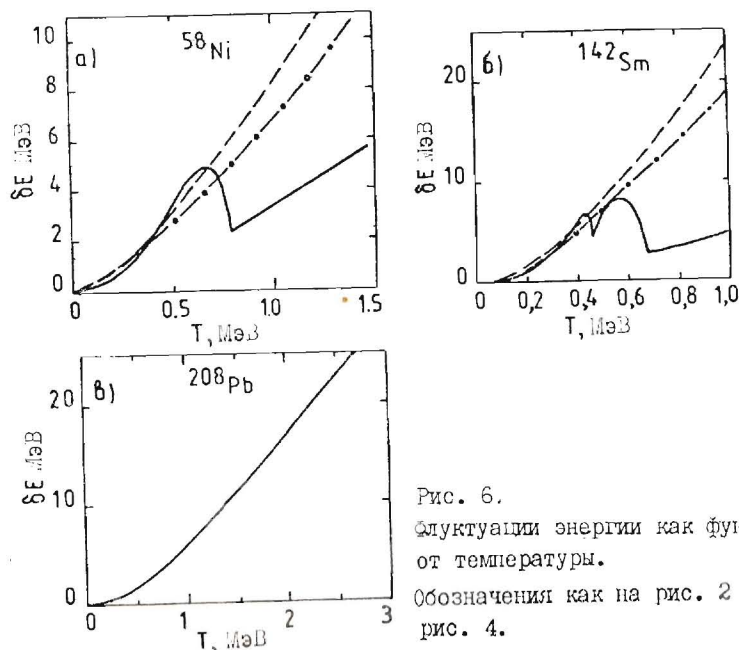 а) ⁵⁸Ni
δE МэВ
10
8
6
4
2
0
0.5 1.0 1.5
T, МэВ
б) ¹⁴²Sm
δE МэВ
20
10
0
0 0,2 0,4 0,6 0,8 1,0
T, МэВ
в) ²⁰⁸Pb
δE МэВ
20
10
0
0 1 2 3
T, МэВ
Рис. 6.
Флуктуации энергии как
от температуры.
Обозначения как на рис. 2
рис. 4.